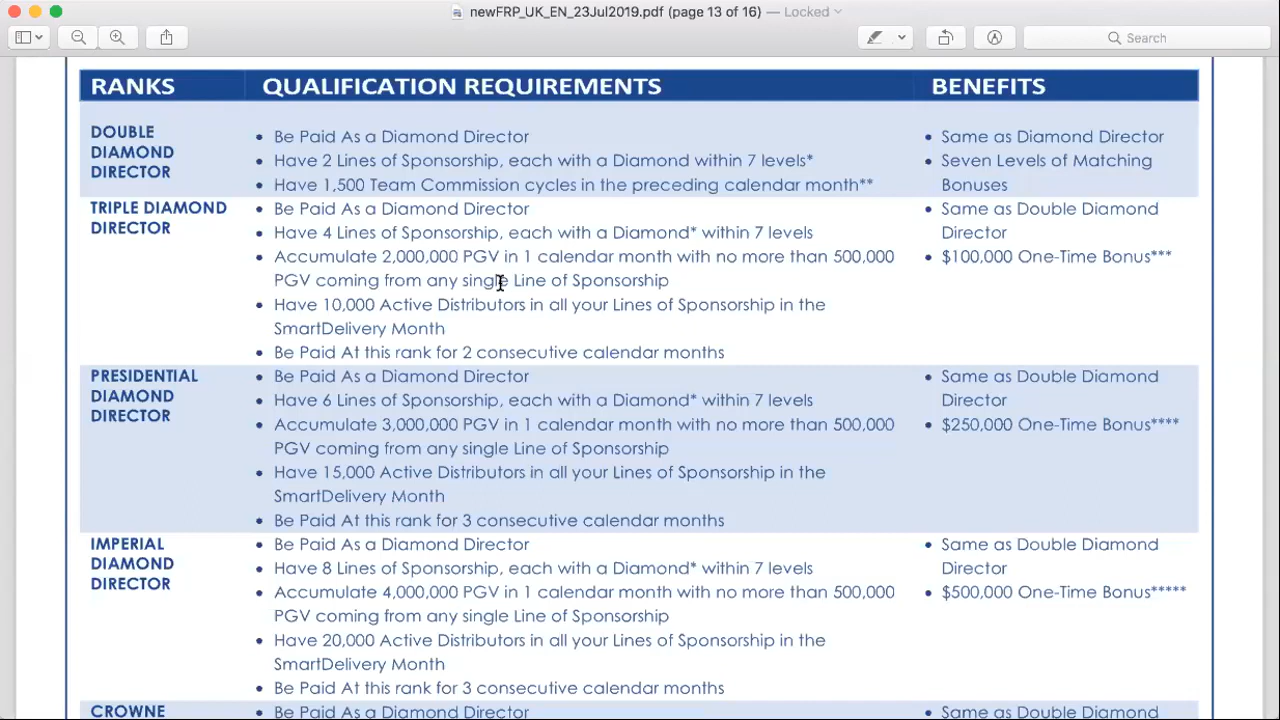 newFRP_UK_EN_23Jul2019.pdf (page 13 of 16) — Locked
Search
RANKS
QUALIFICATION REQUIREMENTS
BENEFITS
DOUBLE
DIAMOND
DIRECTOR
• Be Paid As a Diamond Director
• Have 2 Lines of Sponsorship, each with a Diamond within 7 levels*
• Have 1,500 Team Commission cycles in the preceding calendar month**
• Same as Diamond Director
• Seven Levels of Matching
Bonuses
TRIPLE DIAMOND
DIRECTOR
• Be Paid As a Diamond Director
• Have 4 Lines of Sponsorship, each with a Diamond* within 7 levels
• Accumulate 2,000,000 PGV in 1 calendar month with no more than 500,000
PGV coming from any single Line of Sponsorship
• Have 10,000 Active Distributors in all your Lines of Sponsorship in the
SmartDelivery Month
• Be Paid At this rank for 2 consecutive calendar months
• Same as Double Diamond
Director
• $100,000 One-Time Bonus***
PRESIDENTIAL
DIAMOND
DIRECTOR
• Be Paid As a Diamond Director
• Have 6 Lines of Sponsorship, each with a Diamond* within 7 levels
• Accumulate 3,000,000 PGV in 1 calendar month with no more than 500,000
PGV coming from any single Line of Sponsorship
• Have 15,000 Active Distributors in all your Lines of Sponsorship in the
SmartDelivery Month
• Be Paid At this rank for 3 consecutive calendar months
• Same as Double Diamond
Director
• $250,000 One-Time Bonus****
IMPERIAL
DIAMOND
DIRECTOR
• Be Paid As a Diamond Director
• Have 8 Lines of Sponsorship, each with a Diamond* within 7 levels
• Accumulate 4,000,000 PGV in 1 calendar month with no more than 500,000
PGV coming from any single Line of Sponsorship
• Have 20,000 Active Distributors in all your Lines of Sponsorship in the
SmartDelivery Month
• Be Paid At this rank for 3 consecutive calendar months
• Same as Double Diamond
Director
• $500,000 One-Time Bonus*****
CROWNE
• Be Paid As a Diamond Director
• Same as Double Diamond